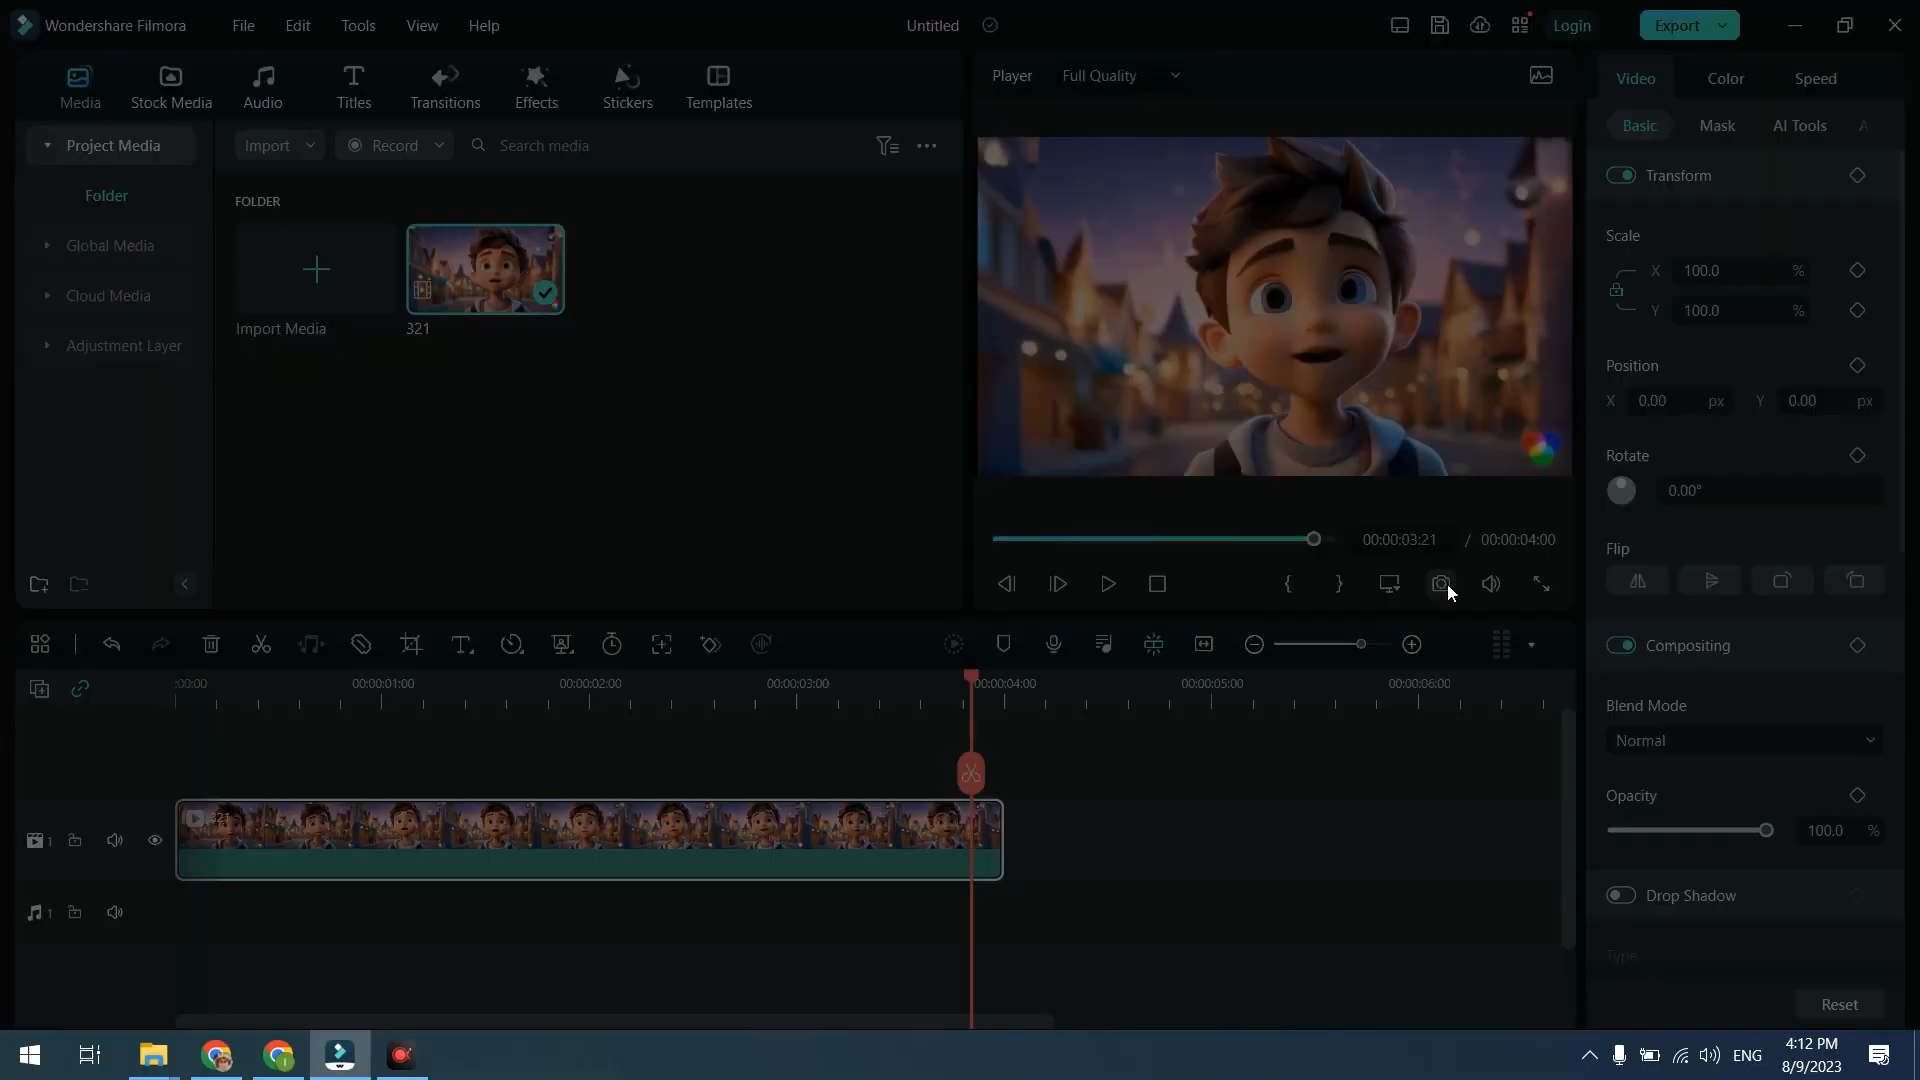 Wondershare Filmora
File
Edit
Tools
View
Help
Untitled
Login
Export
Media
Stock Media
Audio
Titles
Transitions
Effects
Stickers
Templates
Player
Full Quality
Video
Color
Speed
Project Media
Import
Record
Search media
Basic
Mask
AI Tools
A
Folder
FOLDER
Transform
Global Media
Cloud Media
Adjustment Layer
Import Media
321
Scale
X 100.0 %
Y 100.0 %
Position
X 0.00 px Y 0.00 px
Rotate
0.00°
00:00:03:21 / 00:00:04:00
Flip
{ }
Compositing
:00:00
00:00:01:00
00:00:02:00
00:00:03:00
00:00:04:00
00:00:05:00
00:00:06:00
Blend Mode
Normal
Opacity
100.0 %
321
1
1
Drop Shadow
Type
Reset
ENG
4:12 PM
8/9/2023